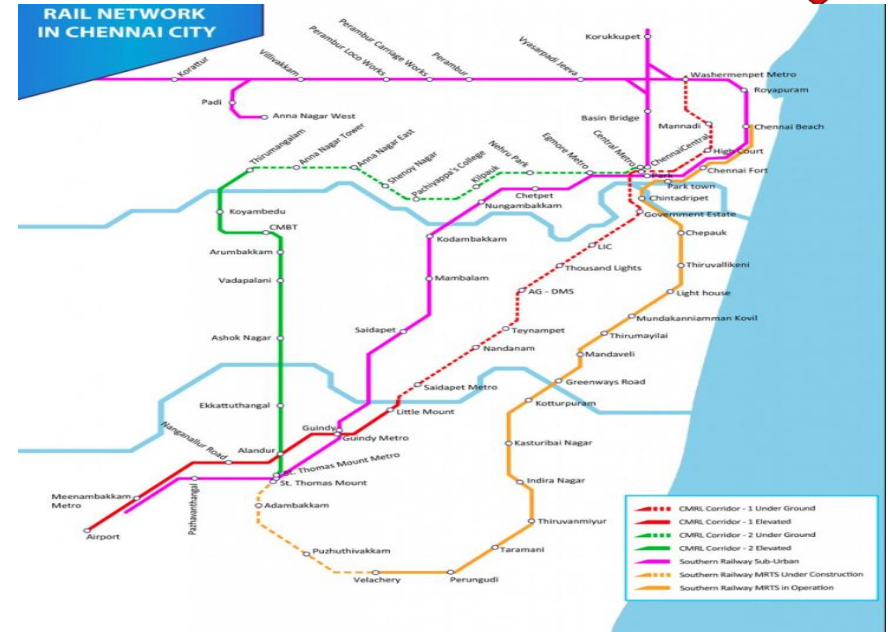 RAIL NETWORK
IN CHENNAI CITY
Korukkupet
Korattur
Villivakkam
Perambur Loco Works
Perambur Carriage Works
Perambur
Vyasarpadi Jeeva
Washermenpet Metro
Royapuram
Padi
Anna Nagar West
Basin Bridge
Mannadi
Chennai Beach
Thirumangalam
Anna Nagar Tower
Anna Nagar East
Shenoy Nagar
Pachiyappa's College
Kilpauk
Nehru Park
Egmore Metro
Central Metro
ChennaiCentral
High Court
Park
Chennai Fort
Park town
Chetpet
Nungambakkam
Chintadripet
Government Estate
Koyambedu
CMBT
Kodambakkam
Chepauk
Arumbakkam
LIC
Thousand Lights
Thiruvallikeni
Vadapalani
Mambalam
AG - DMS
Light house
Mundakanniamman Kovil
Saidapet
Teynampet
Thirumayilai
Ashok Nagar
Nandanam
Mandaveli
Saidapet Metro
Greenways Road
Ekkattuthangal
Little Mount
Kotturpuram
Guindy
Guindy Metro
Nanganallur Road
Alandur
Kasturibai Nagar
St. Thomas Mount Metro
St. Thomas Mount
Indira Nagar
Meenambakkam
Metro
Pazhavanthangal
Adambakkam
Thiruvanmiyur
Airport
Puzhuthivakkam
Taramani
Velachery
Perungudi
CMRL Corridor - 1 Under Ground
CMRL Corridor - 1 Elevated
CMRL Corridor - 2 Under Ground
CMRL Corridor - 2 Elevated
Southern Railway Sub-Urban
Southern Railway MRTS Under Construction
Southern Railway MRTS in Operation